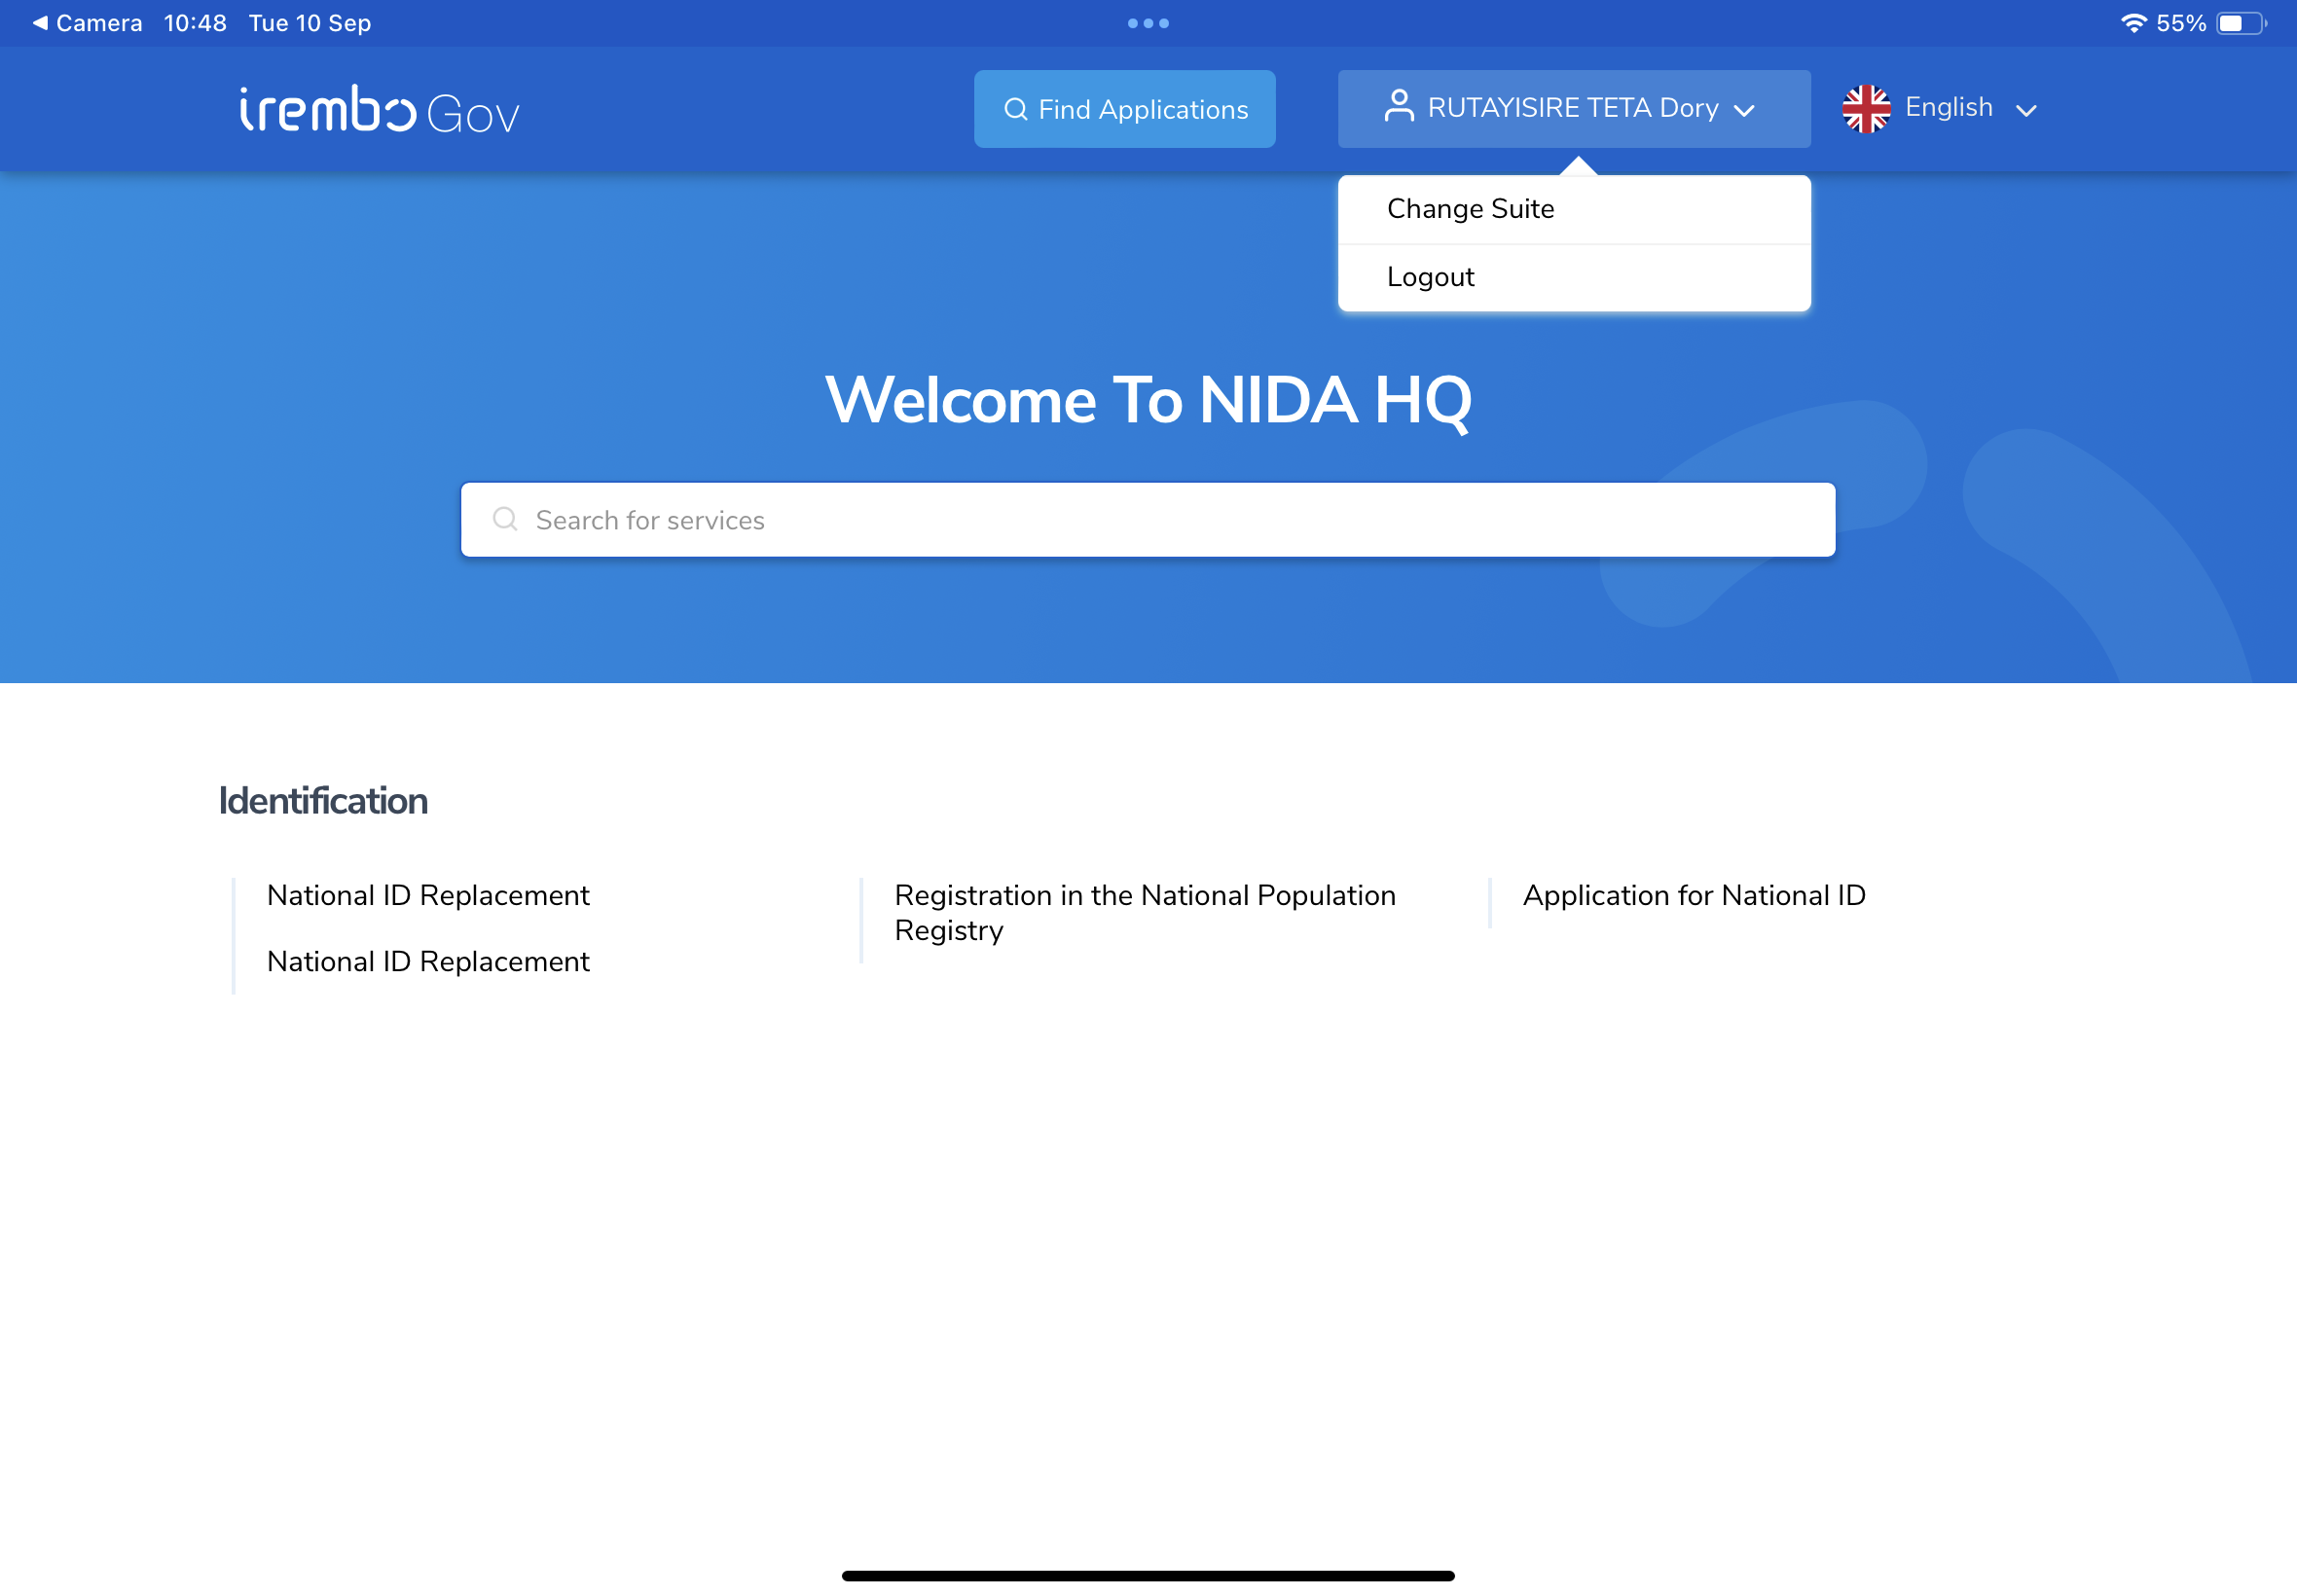 Camera 10:48 Tue 10 Sep 55%
irembo Gov
Find Applications
RUTAYISIRE TETA Dory
English
Change Suite
Logout
Welcome To NIDA HQ
Search for services
Identification
National ID Replacement
National ID Replacement
Registration in the National Population
Registry
Application for National ID